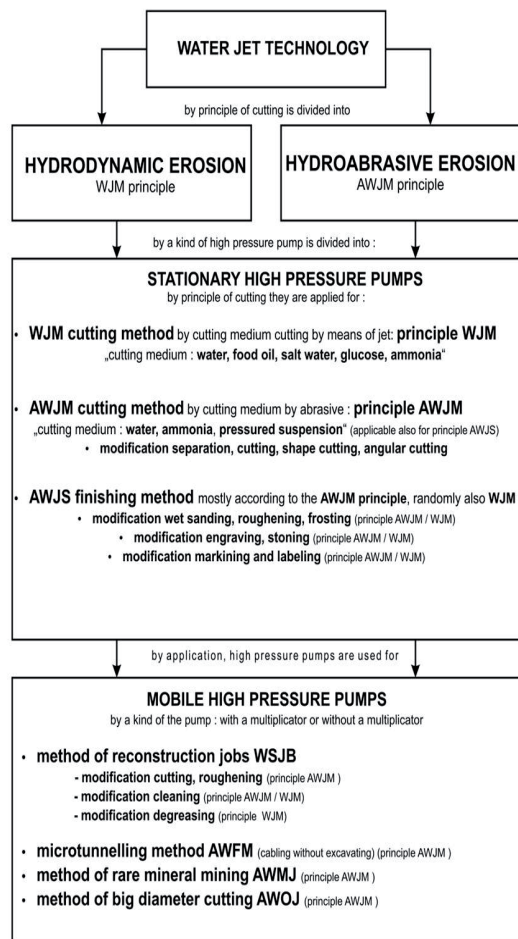 WATER JET TECHNOLOGY
by principle of cutting is divided into
HYDRODYNAMIC EROSION
WJM principle
HYDROABRASIVE EROSION
AWJM principle
by a kind of high pressure pump is divided into :
STATIONARY HIGH PRESSURE PUMPS
by principle of cutting they are applied for :
• WJM cutting method by cutting medium cutting by means of jet: principle WJM
„cutting medium : water, food oil, salt water, glucose, ammonia“
• AWJM cutting method by cutting medium by abrasive : principle AWJM
„cutting medium : water, ammonia, pressured suspension“ (applicable also for principle AWJS)
• modification separation, cutting, shape cutting, angular cutting
• AWJS finishing method mostly according to the AWJM principle, randomly also WJM
• modification wet sanding, roughening, frosting (principle AWJM / WJM)
• modification engraving, stoning (principle AWJM / WJM)
• modification markining and labeling (principle AWJM / WJM)
by application, high pressure pumps are used for
MOBILE HIGH PRESSURE PUMPS
by a kind of the pump : with a multiplicator or without a multiplicator
• method of reconstruction jobs WSJB
- modification cutting, roughening (principle AWJM )
- modification cleaning (principle AWJM / WJM)
- modification degreasing (principle WJM)
• microtunnelling method AWFM (cabling without excavating) (principle AWJM )
• method of rare mineral mining AWMJ (principle AWJM )
• method of big diameter cutting AWOJ (principle AWJM )